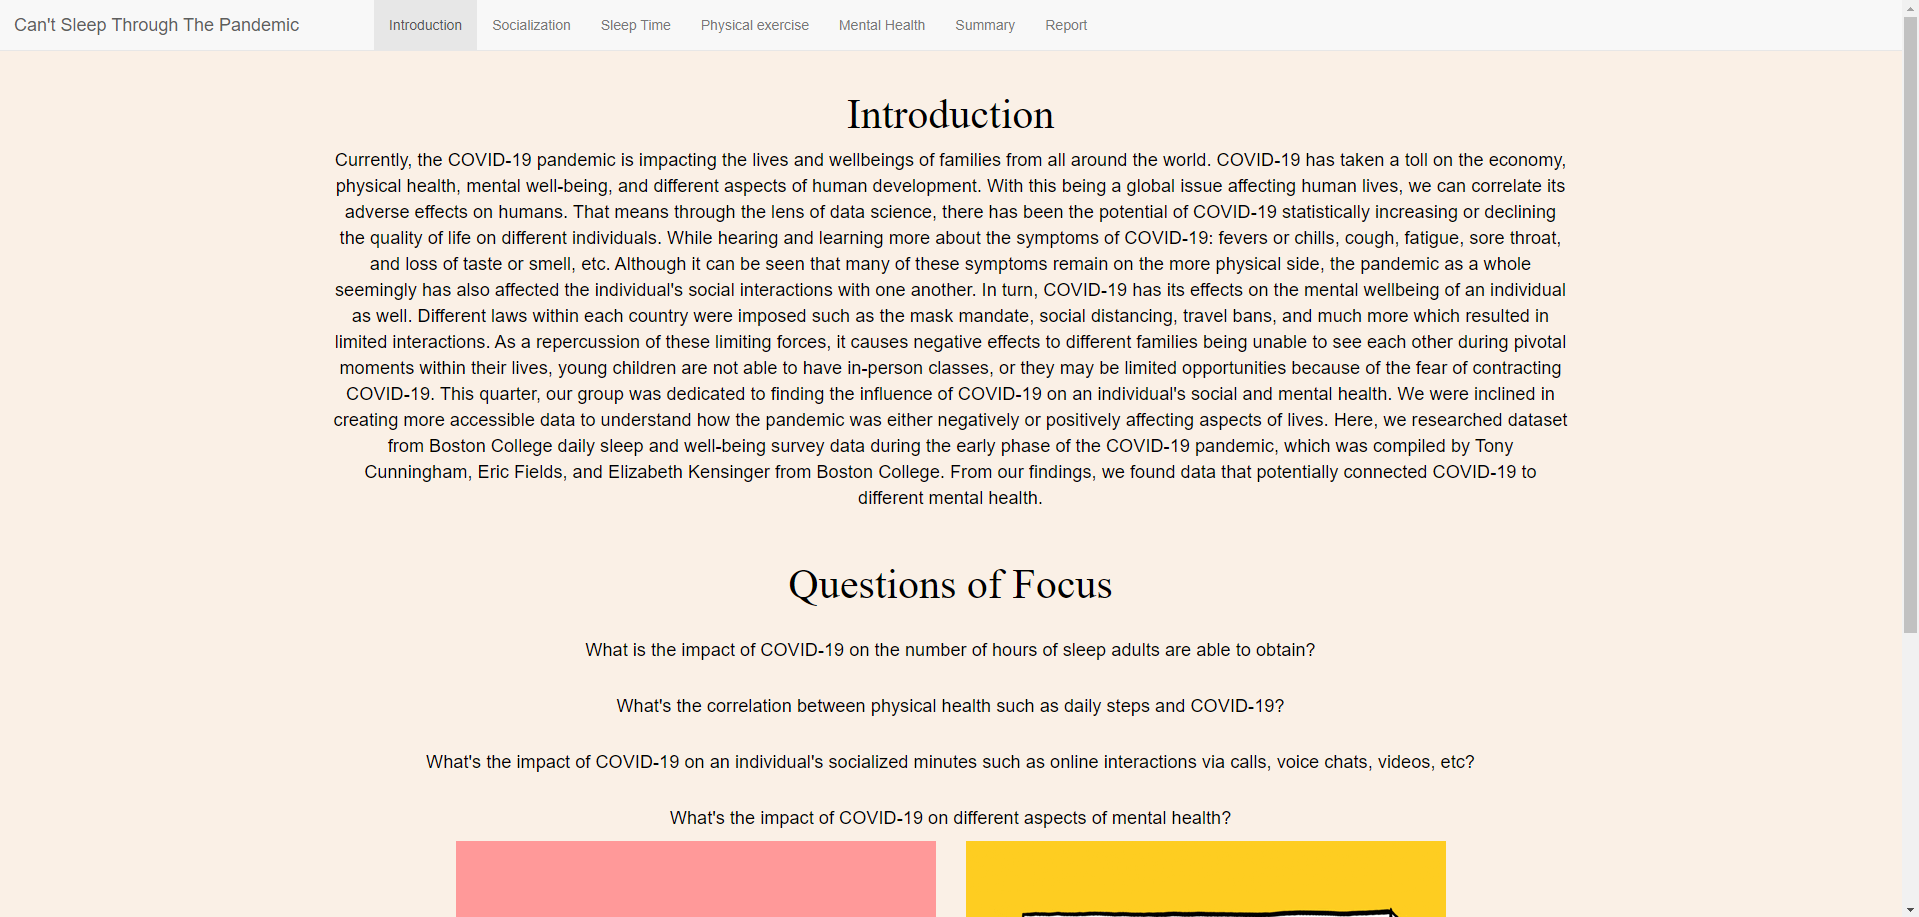 Can't Sleep Through The Pandemic Introduction Socialization Sleep Time Physical exercise Mental Health Summary Report
Introduction
Currently, the COVID-19 pandemic is impacting the lives and wellbeings of families from all around the world. COVID-19 has taken a toll on the economy,
physical health, mental well-being, and different aspects of human development. With this being a global issue affecting human lives, we can correlate its
adverse effects on humans. That means through the lens of data science, there has been the potential of COVID-19 statistically increasing or declining
the quality of life on different individuals. While hearing and learning more about the symptoms of COVID-19: fevers or chills, cough, fatigue, sore throat,
and loss of taste or smell, etc. Although it can be seen that many of these symptoms remain on the more physical side, the pandemic as a whole
seemingly has also affected the individual's social interactions with one another. In turn, COVID-19 has its effects on the mental wellbeing of an individual
as well. Different laws within each country were imposed such as the mask mandate, social distancing, travel bans, and much more which resulted in
limited interactions. As a repercussion of these limiting forces, it causes negative effects to different families being unable to see each other during pivotal
moments within their lives, young children are not able to have in-person classes, or they may be limited opportunities because of the fear of contracting
COVID-19. This quarter, our group was dedicated to finding the influence of COVID-19 on an individual's social and mental health. We were inclined in
creating more accessible data to understand how the pandemic was either negatively or positively affecting aspects of lives. Here, we researched dataset
from Boston College daily sleep and well-being survey data during the early phase of the COVID-19 pandemic, which was compiled by Tony
Cunningham, Eric Fields, and Elizabeth Kensinger from Boston College. From our findings, we found data that potentially connected COVID-19 to
different mental health.
Questions of Focus
What is the impact of COVID-19 on the number of hours of sleep adults are able to obtain?
What's the correlation between physical health such as daily steps and COVID-19?
What's the impact of COVID-19 on an individual's socialized minutes such as online interactions via calls, voice chats, videos, etc?
What's the impact of COVID-19 on different aspects of mental health?